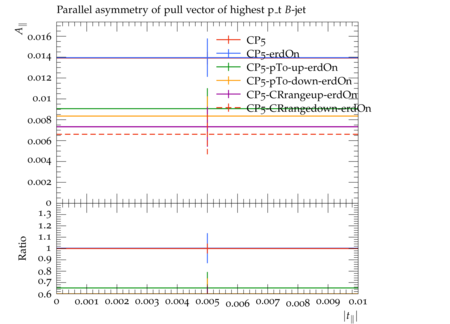 Parallel asymmetry of pull vector of highest p_t B-jet
A∥
0.016
0.014
0.012
0.01
0.008
0.006
0.004
0.002
0
CP5
CP5-erdOn
CP5-pT0-up-erdOn
CP5-pT0-down-erdOn
CP5-CRrangeup-erdOn
CP5-CRrangedown-erdOn
Ratio
1.3
1.2
1.1
1
0.9
0.8
0.7
0.6
0 0.001 0.002 0.003 0.004 0.005 0.006 0.007 0.008 0.009 0.01
|t∥|